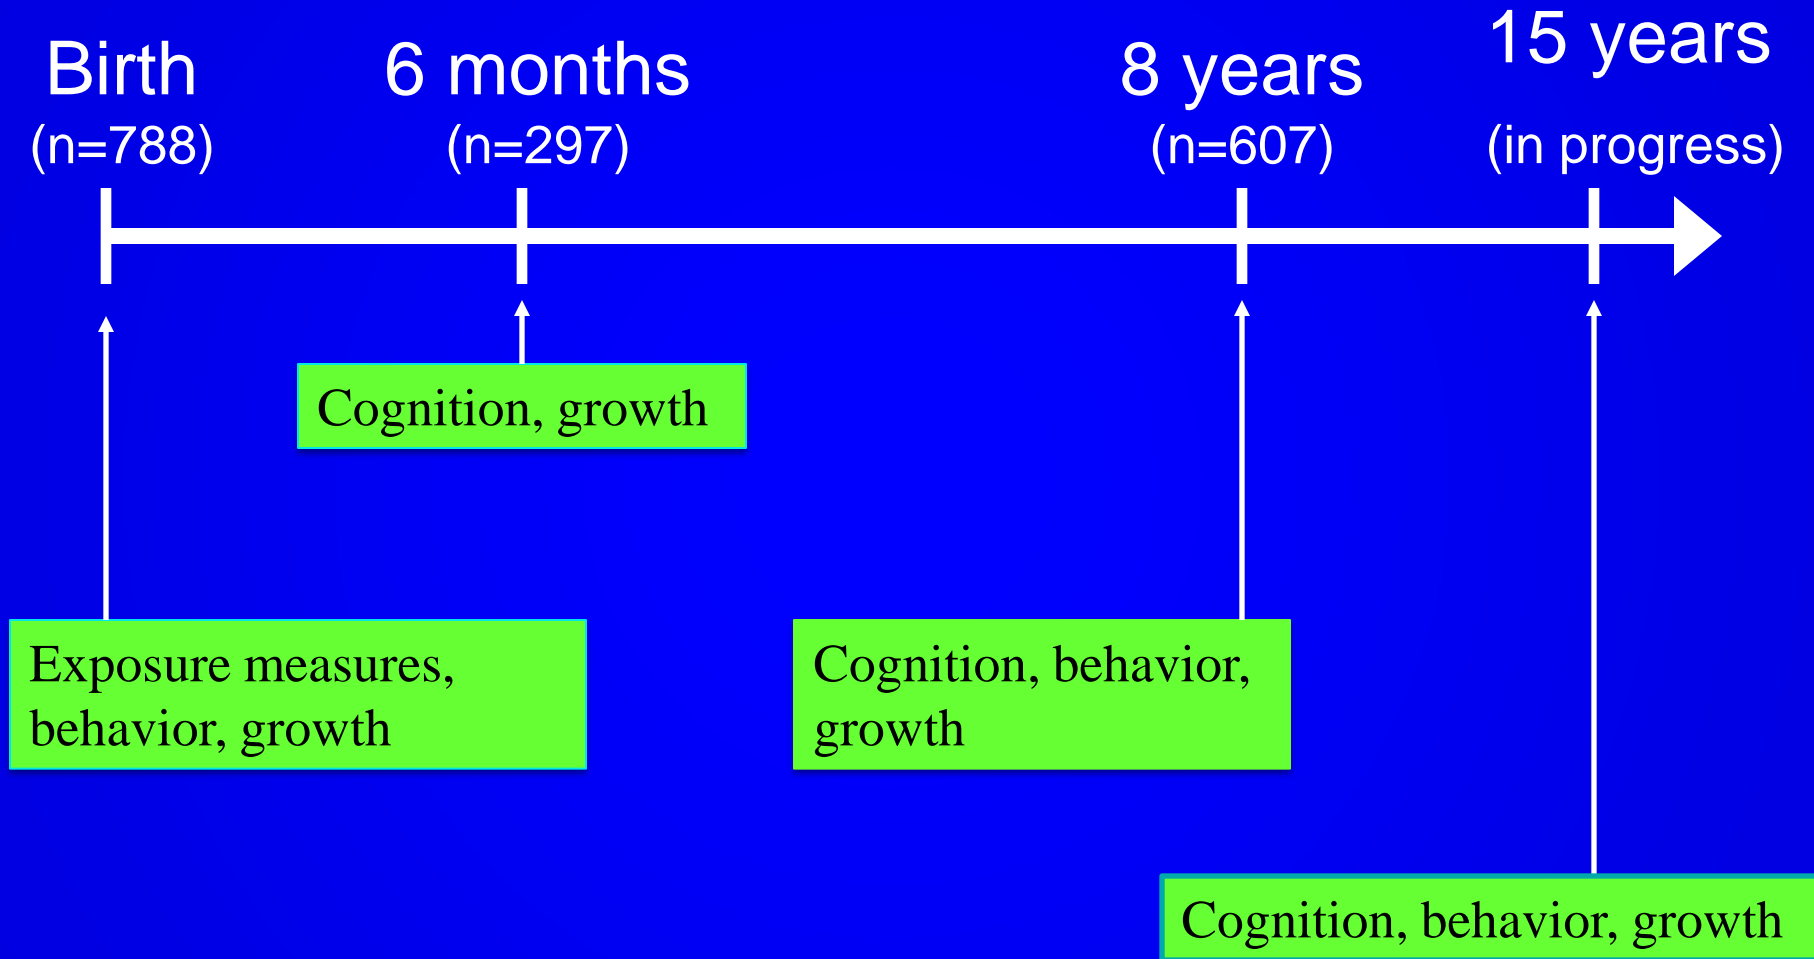 Birth
(n=788)
6 months
(n=297)
8 years
(n=607)
15 years
(in progress)
Cognition, growth
Exposure measures,
behavior, growth
Cognition, behavior,
growth
Cognition, behavior, growth